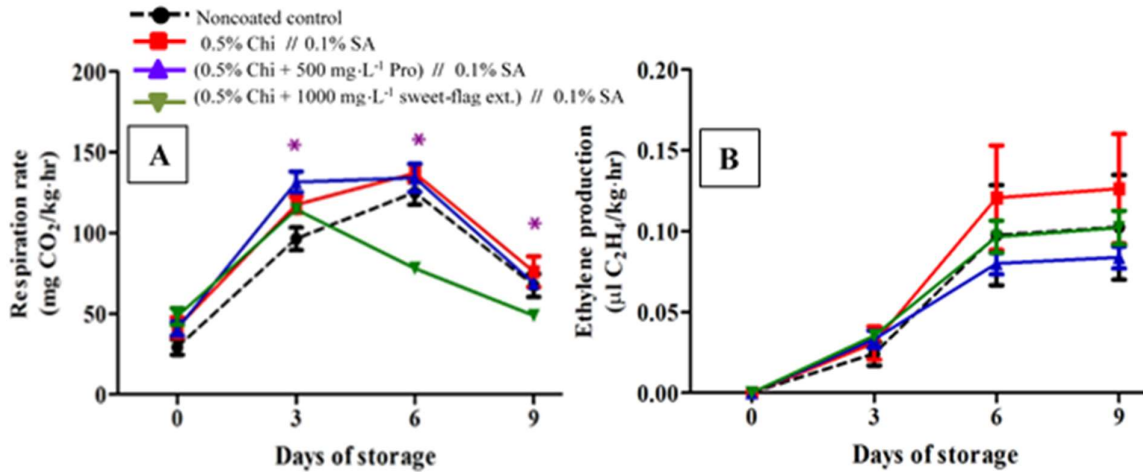 Noncoated control
0.5% Chi // 0.1% SA
(0.5% Chi + 500 mg·L⁻¹ Pro) // 0.1% SA
(0.5% Chi + 1000 mg·L⁻¹ sweet-flag ext.) // 0.1% SA
200
150
100
50
0
Respiration rate
(mg CO₂/kg·hr)
A
*
*
*
0 3 6 9
Days of storage
0.20
0.15
0.10
0.05
0.00
Ethylene production
(µl C₂H₄/kg·hr)
B
0 3 6 9
Days of storage